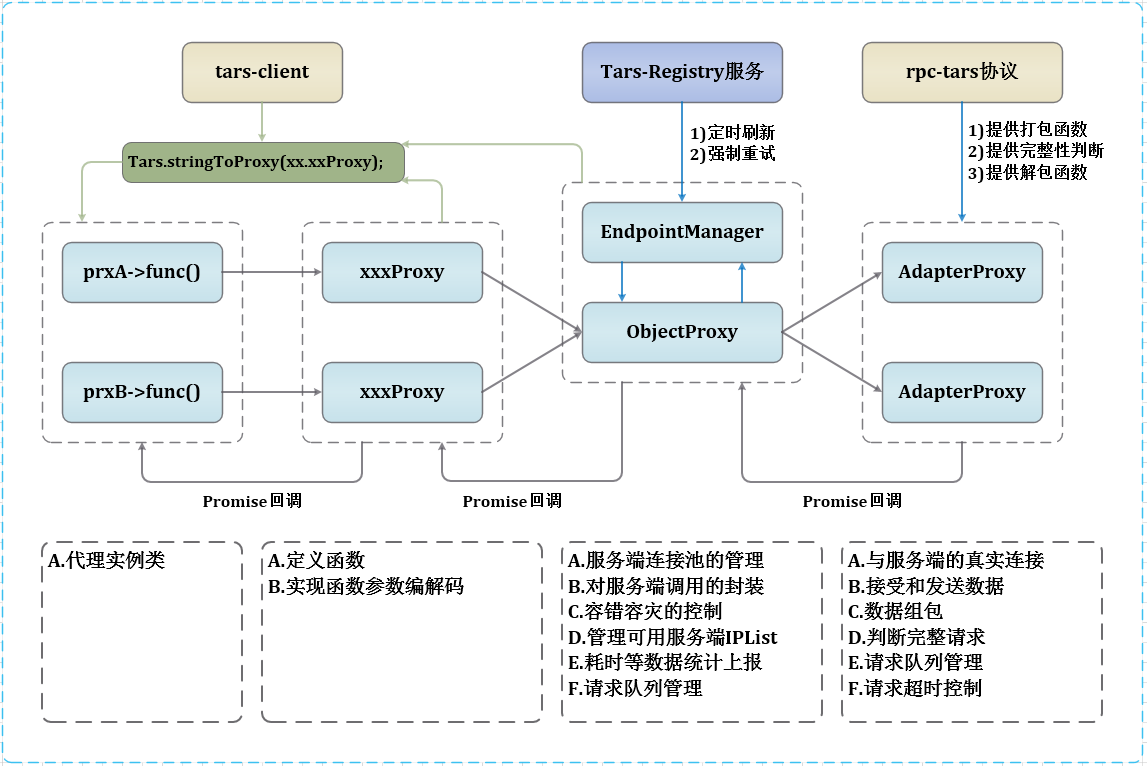 tars-client
Tars-Registry服务
rpc-tars协议
1)定时刷新
2)强制重试
1)提供打包函数
2)提供完整性判断
3)提供解包函数
Tars.stringToProxy(xx.xxProxy);
EndpointManager
prxA->func()
xxxProxy
AdapterProxy
ObjectProxy
prxB->func()
xxxProxy
AdapterProxy
Promise回调
Promise回调
Promise回调
A.代理实例类
A.定义函数
B.实现函数参数编解码
A.服务端连接池的管理
B.对服务端调用的封装
C.容错容灾的控制
D.管理可用服务端IPList
E.耗时等数据统计上报
F.请求队列管理
A.与服务端的真实连接
B.接受和发送数据
C.数据组包
D.判断完整请求
E.请求队列管理
F.请求超时控制